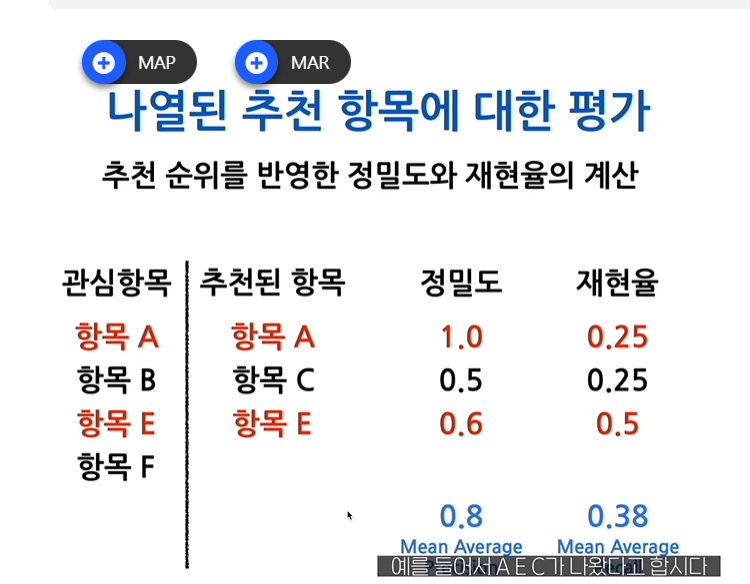 MAP MAR
나열된 추천 항목에 대한 평가
추천 순위를 반영한 정밀도와 재현율의 계산
관심항목 추천된 항목 정밀도 재현율
항목 A 항목 A 1.0 0.25
항목 B 항목 C 0.5 0.25
항목 E 항목 E 0.6 0.5
항목 F
0.8 0.38
Mean Average Mean Average
예를 들어서 A E C가 나왔다고 합시다